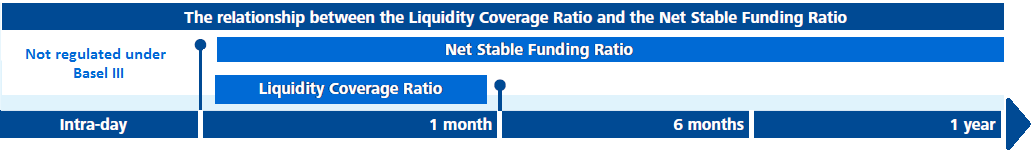 The relationship between the Liquidity Coverage Ratio and the Net Stable Funding Ratio
Not regulated under
Basel III
Net Stable Funding Ratio
Liquidity Coverage Ratio
Intra-day
1 month
6 months
1 year